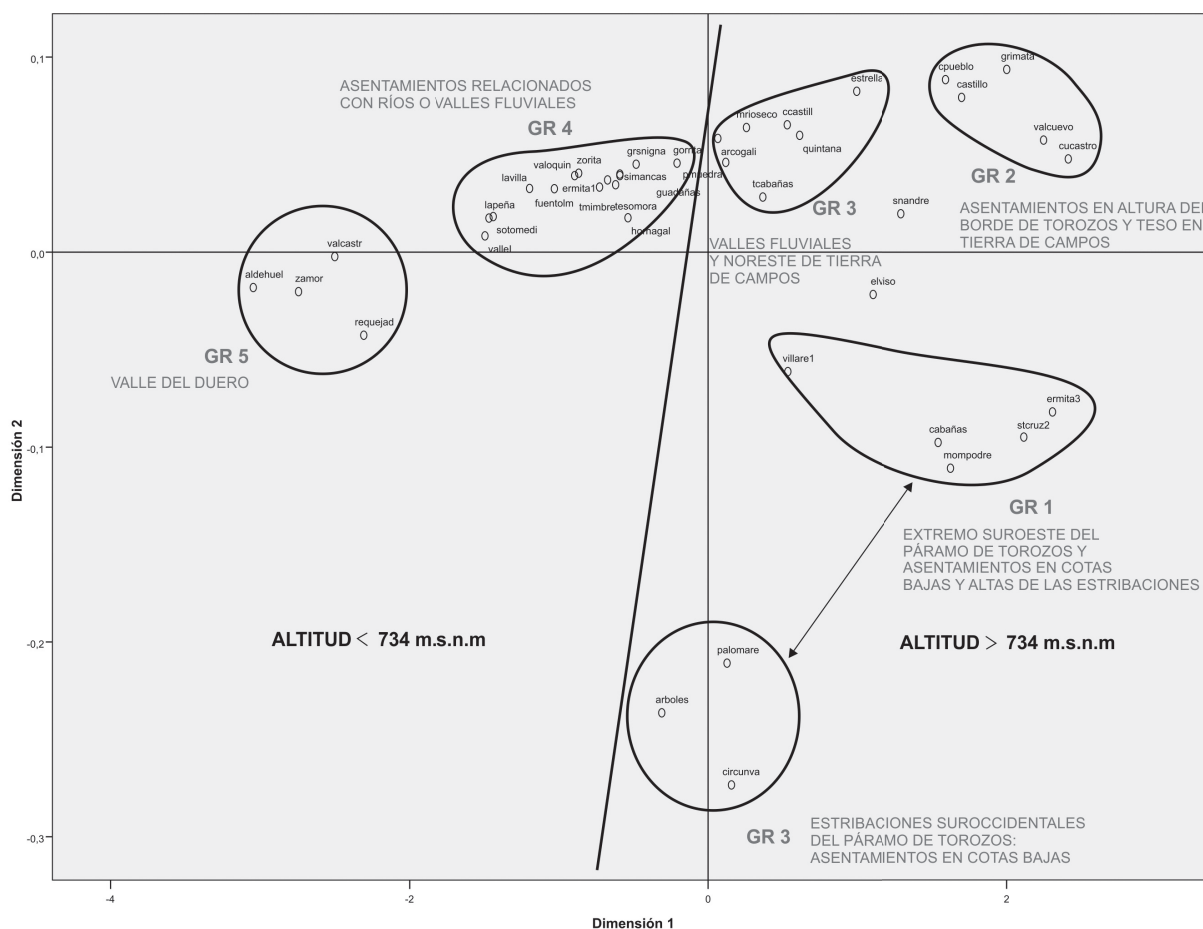 0,1
0,0
-0,1
-0,2
-0,3
Dimensión 2
-4
-2
0
2
Dimensión 1
ASENTAMIENTOS RELACIONADOS
CON RÍOS O VALLES FLUVIALES
GR 4
grsnigna
gorrita
zorita
valoquin
lavilla
ermita1
simancas
pmpedra
guadañas
fuentolm
tmimbre
tesomora
lapeña
sotomedi
hornagal
vallel
valcastr
aldehuel
zamor
requejad
GR 5
VALLE DEL DUERO
estrella
mrioseco
ccastill
arcogali
quintana
tcabañas
GR 3
VALLES FLUVIALES
Y NORESTE DE TIERRA
DE CAMPOS
grimata
cpueblo
castillo
valcuevo
cucastro
GR 2
snandre
ASENTAMIENTOS EN ALTURA DEL
BORDE DE TOROZOS Y TESO EN
TIERRA DE CAMPOS
elviso
villare1
ermita3
cabañas
stcruz2
mompodre
GR 1
EXTREMO SUROESTE DEL
PÁRAMO DE TOROZOS Y
ASENTAMIENTOS EN COTAS
BAJAS Y ALTAS DE LAS ESTRIBACIONES
ALTITUD < 734 m.s.n.m
ALTITUD > 734 m.s.n.m
palomare
arboles
circunva
GR 3
ESTRIBACIONES SUROCCIDENTALES
DEL PÁRAMO DE TOROZOS:
ASENTAMIENTOS EN COTAS BAJAS